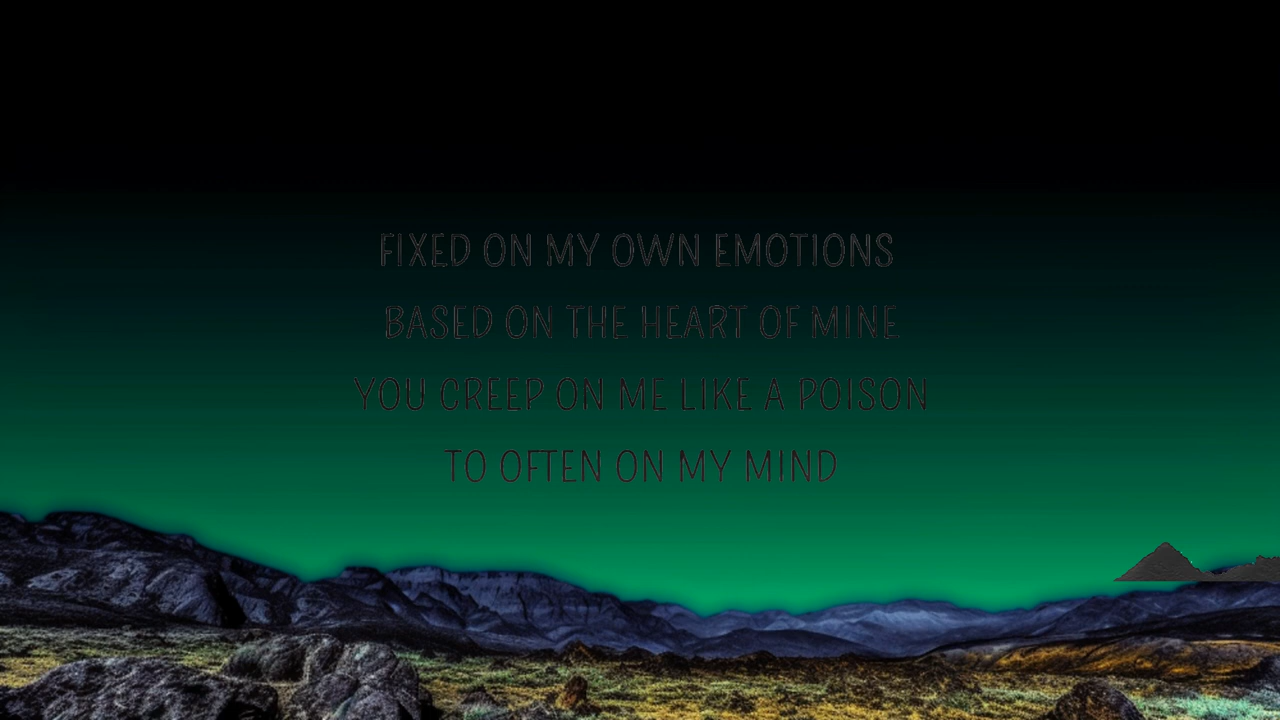 FIXED ON MY OWN EMOTIONS
BASED ON THE HEART OF MINE
YOU CREEP ON ME LIKE A POISON
TO OFTEN ON MY MIND